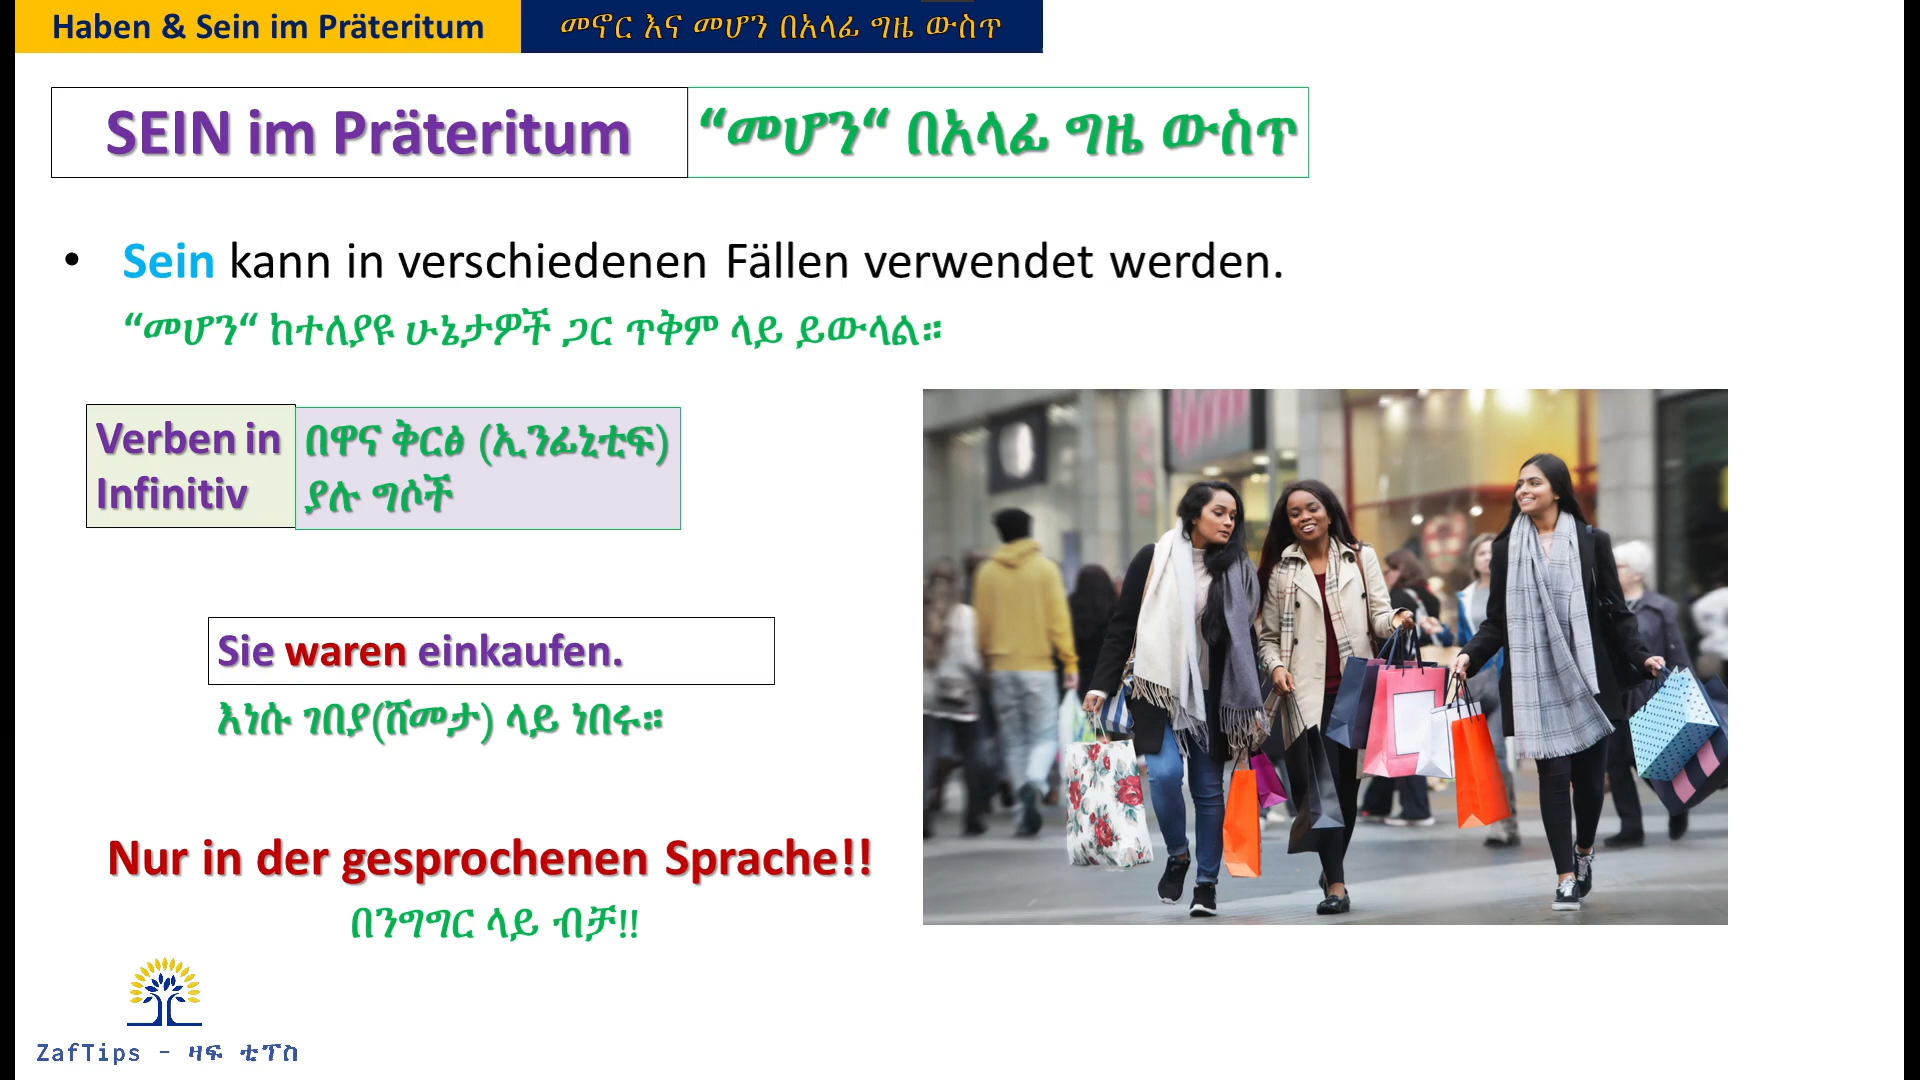 Haben & Sein im Präteritum
መኖር እና መሆን በአላፊ ግዜ ውስጥ
SEIN im Präteritum
“መሆን“ በአላፊ ግዜ ውስጥ
• Sein kann in verschiedenen Fällen verwendet werden.
“መሆን“ ከተለያዩ ሁኔታዎች ጋር ጥቅም ላይ ይውላል።
Verben in
Infinitiv
በዋና ቅርፅ (ኢንፊኒቲፍ)
ያሉ ግሶች
Sie waren einkaufen.
እነሱ ገበያ(ሸመታ) ላይ ነበሩ።
Nur in der gesprochenen Sprache!!
በንግግር ላይ ብቻ!!
ZafTips - ዛፍ ቲፕስ